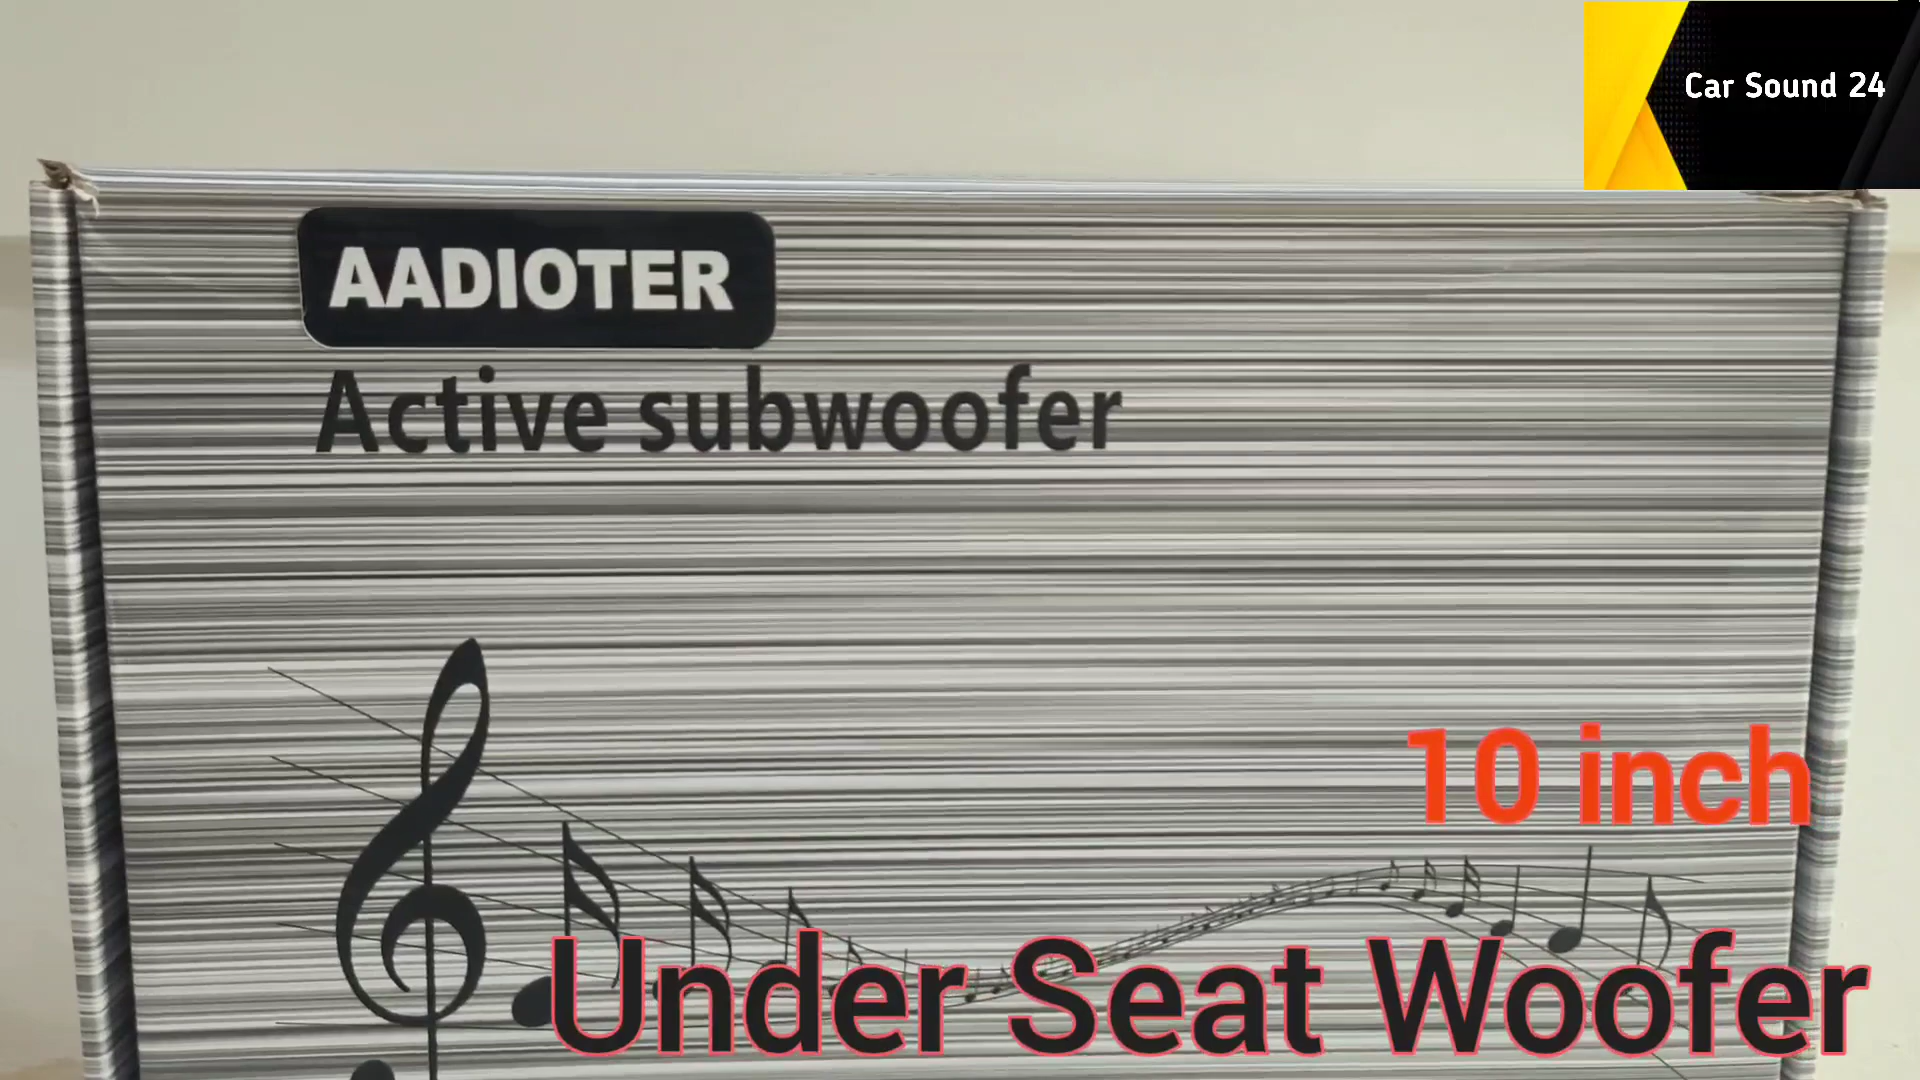 Car Sound 24
AADIOTER
Active subwoofer
10 inch
Under Seat Woofer